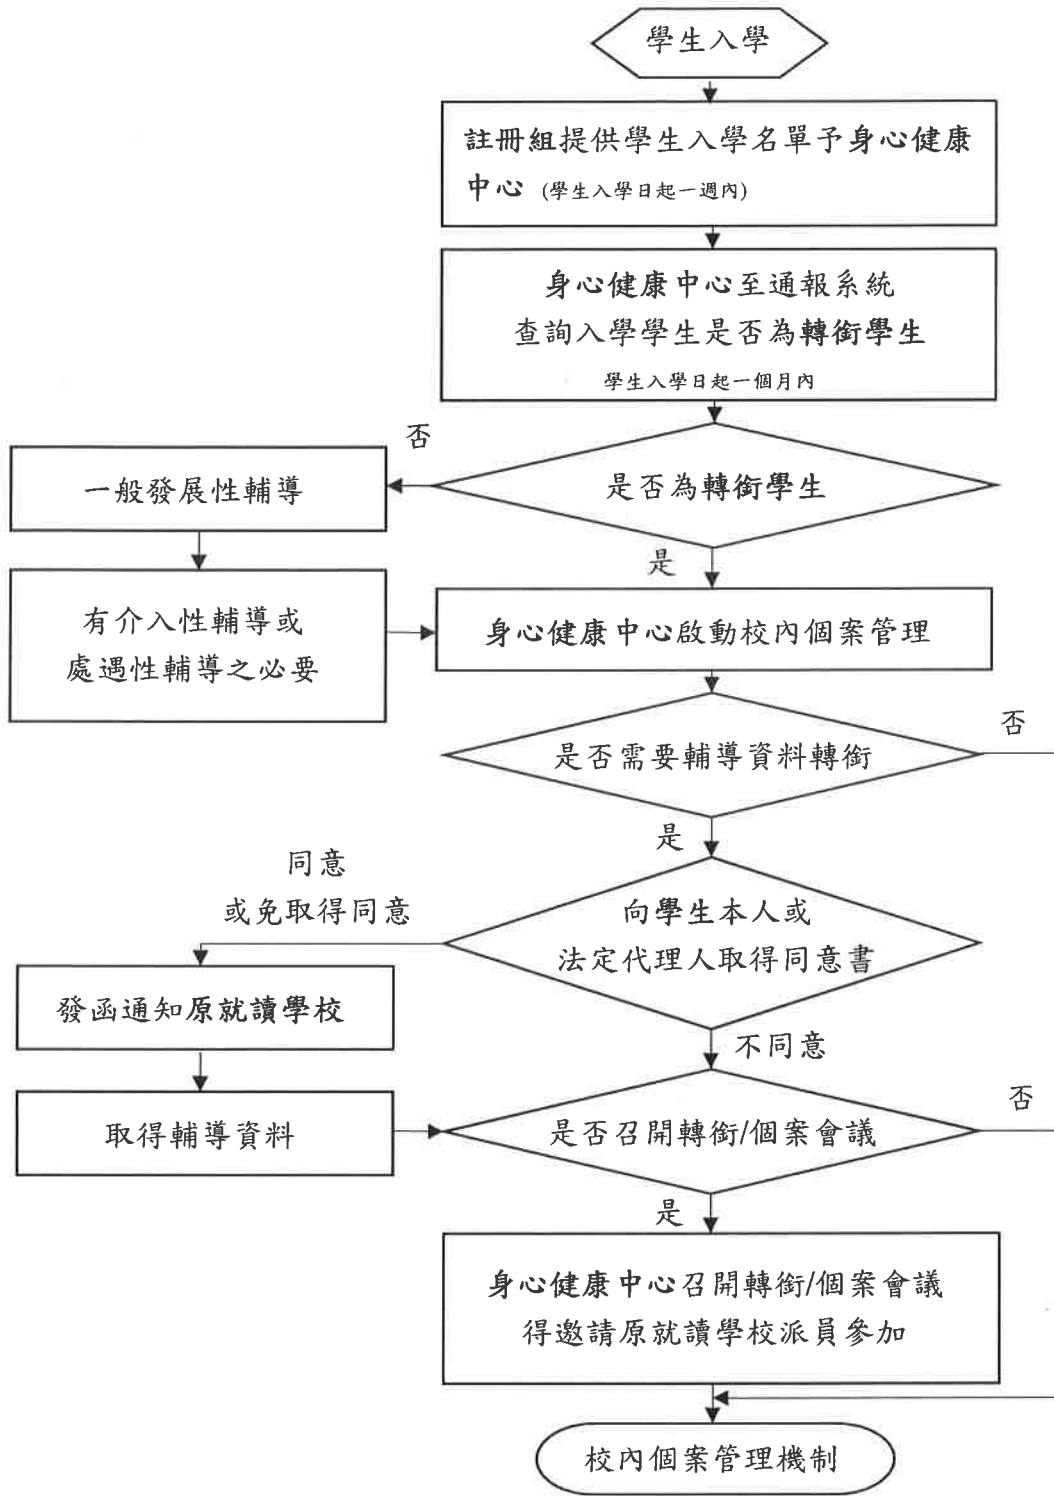 學生入學
註冊組提供學生入學名單予身心健康
中心 (學生入學日起一週內)
身心健康中心至通報系統
查詢入學學生是否為轉銜學生
學生入學日起一個月內
否
一般發展性輔導
是否為轉銜學生
是
有介入性輔導或
處遇性輔導之必要
身心健康中心啟動校內個案管理
否
是否需要輔導資料轉銜
是
同意
或免取得同意
向學生本人或
法定代理人取得同意書
發函通知原就讀學校
不同意
否
取得輔導資料
是否召開轉銜/個案會議
是
身心健康中心召開轉銜/個案會議
得邀請原就讀學校派員參加
校內個案管理機制